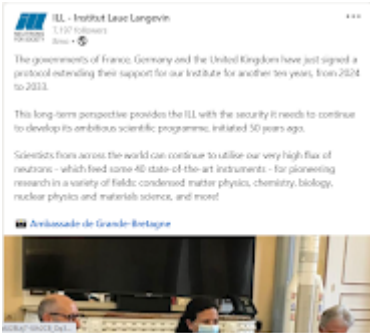 ILL - Institut Laue Langevin
7,197 followers
The governments of France, Germany and the United Kingdom have just signed a
protocol extending their support for our Institute for another ten years, from 2024
to 2033.
This long-term perspective provides the ILL with the security it needs to continue
to develop its ambitious scientific programme, initiated 50 years ago.
Scientists from across the world can continue to utilise our very high flux of
neutrons - which feed some 40 state-of-the-art instruments - for pioneering
research in a variety of fields: condensed matter physics, chemistry, biology,
nuclear physics and materials science, and more!
Ambassade de Grande-Bretagne